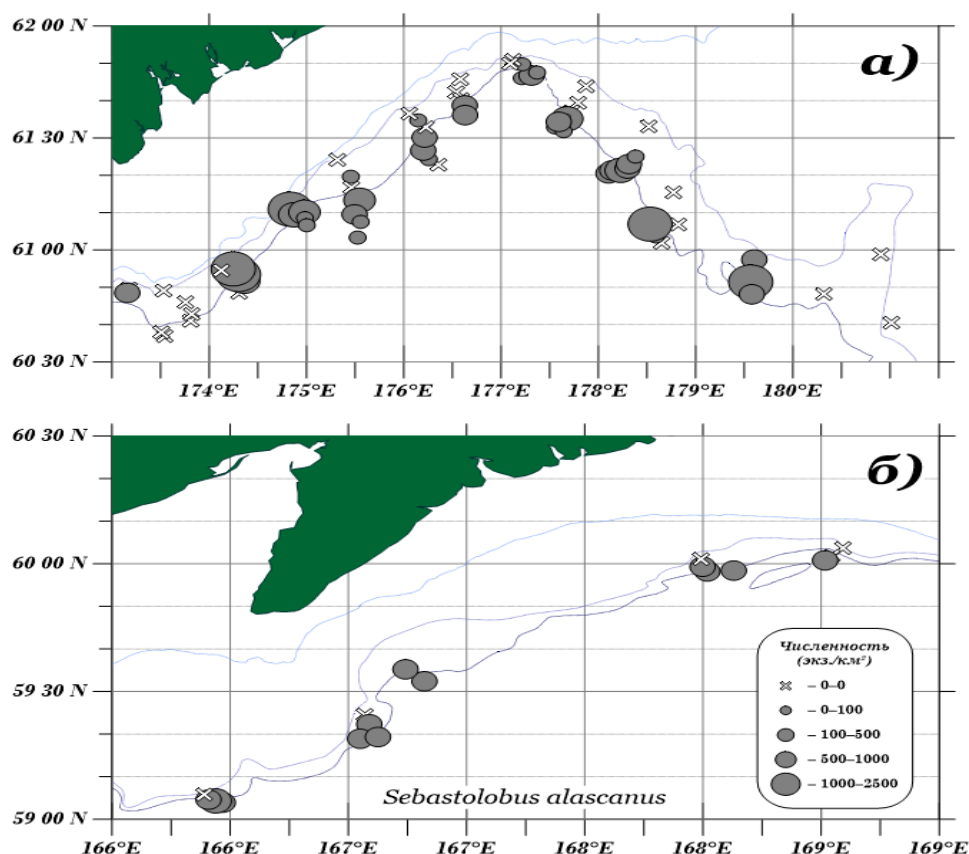 62 00 N
а)
61 30 N
61 00 N
60 30 N
174°E 175°E 176°E 177°E 178°E 179°E 180°E
60 30 N
б)
60 00 N
59 30 N
59 00 N
Численность
(экз./км²)
– 0–0
– 0–100
– 100–500
– 500–1000
– 1000–2500
Sebastolobus alascanus
166°E 166°E 167°E 167°E 168°E 168°E 169°E 169°E